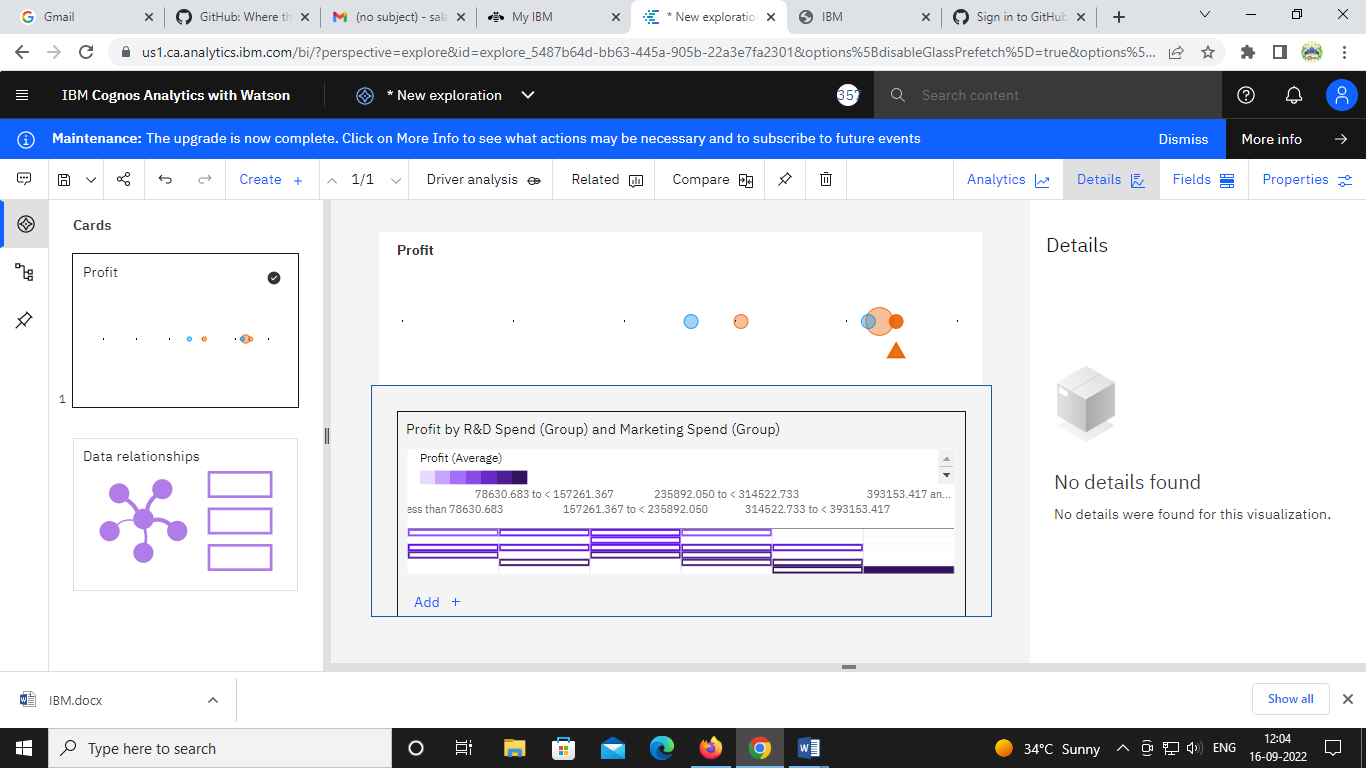 Gmail
GitHub: Where th
(no subject) - sala
My IBM
* New exploratio
IBM
Sign in to GitHub
us1.ca.analytics.ibm.com/bi/?perspective=explore&id=explore_5487b64d-bb63-445a-905b-22a3e7fa2301&options%5BdisableGlassPrefetch%5D=true&options%5...
IBM Cognos Analytics with Watson
* New exploration
357
Search content
Maintenance: The upgrade is now complete. Click on More Info to see what actions may be necessary and to subscribe to future events
Dismiss
More info
Create +
1/1
Driver analysis
Related
Compare
Analytics
Details
Fields
Properties
Cards
Profit
1
Data relationships
Profit
Profit by R&D Spend (Group) and Marketing Spend (Group)
Profit (Average)
78630.683 to < 157261.367
235892.050 to < 314522.733
393153.417 an...
ess than 78630.683
157261.367 to < 235892.050
314522.733 to < 393153.417
Add +
Details
No details found
No details were found for this visualization.
IBM.docx
Show all
Type here to search
34°C Sunny
ENG
12:04
16-09-2022